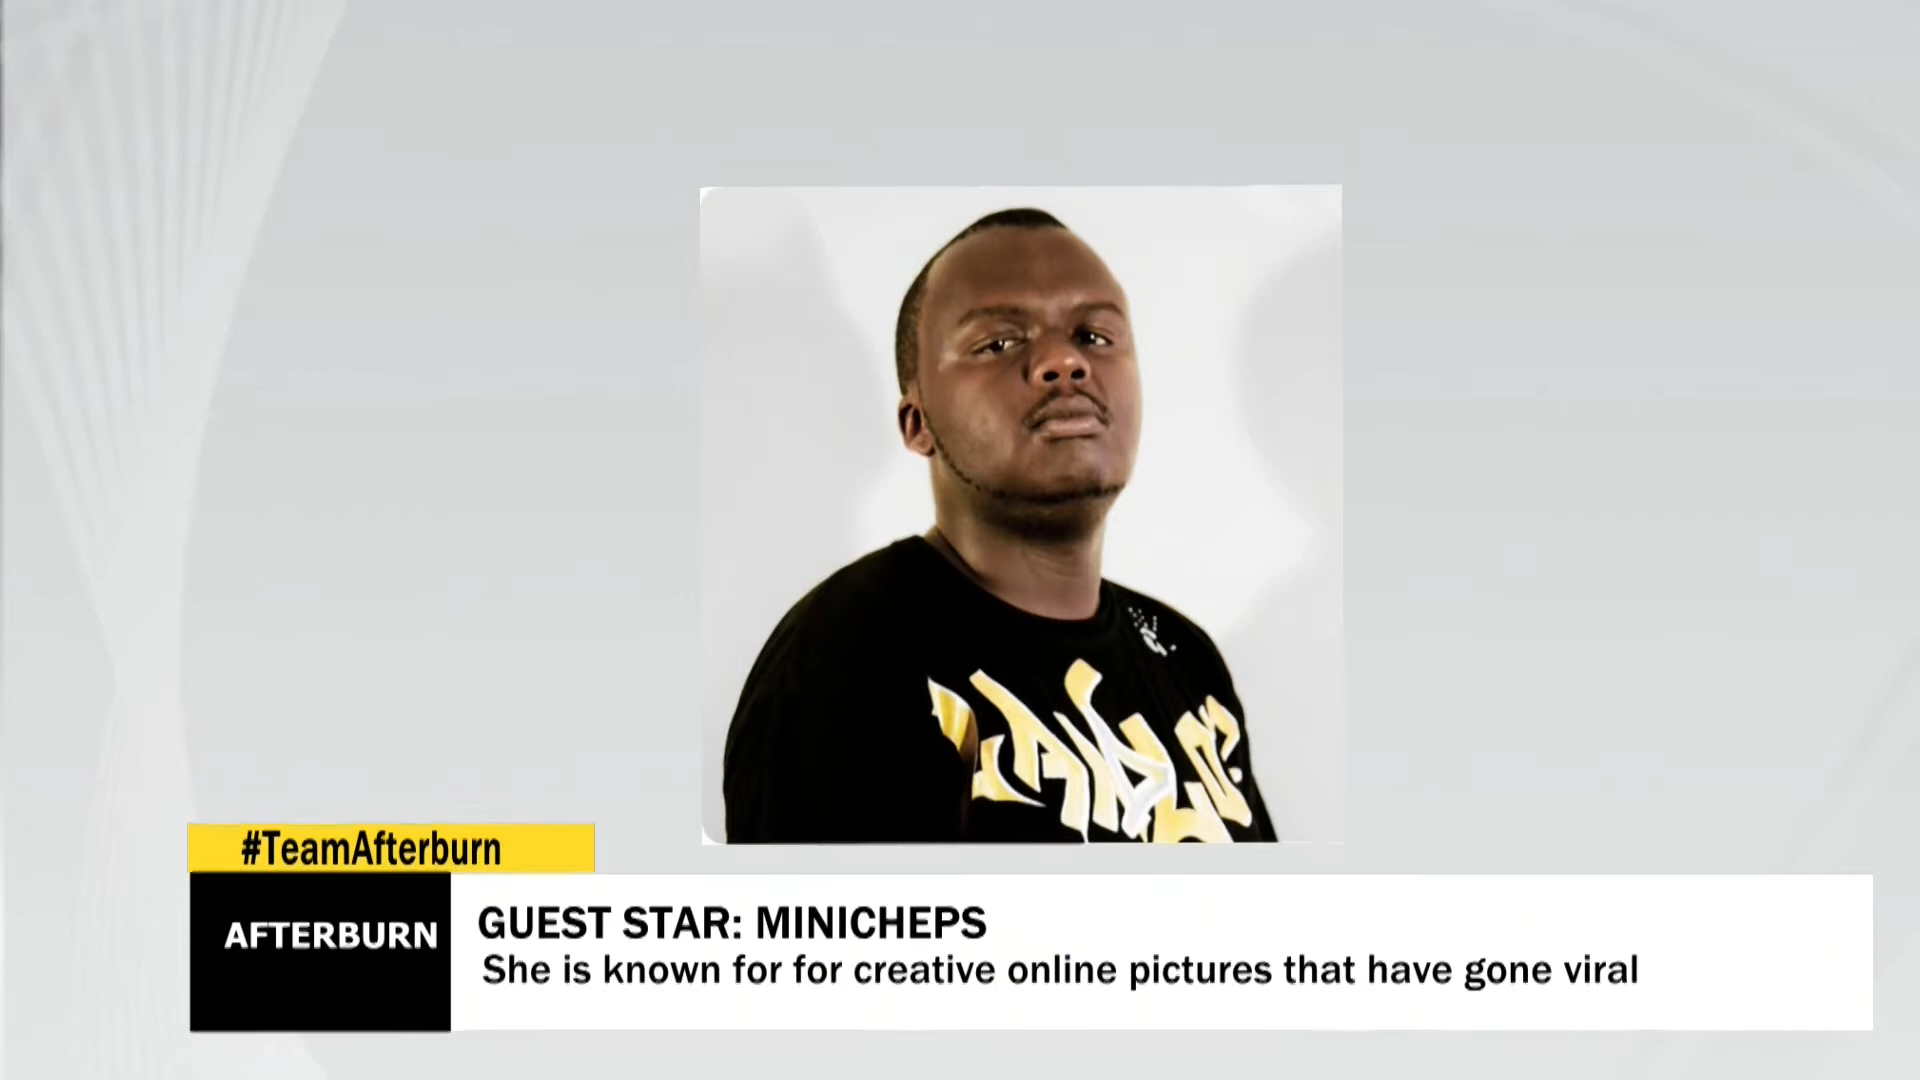 #TeamAfterburn
AFTERBURN
GUEST STAR: MINICHEPS
She is known for for creative online pictures that have gone viral